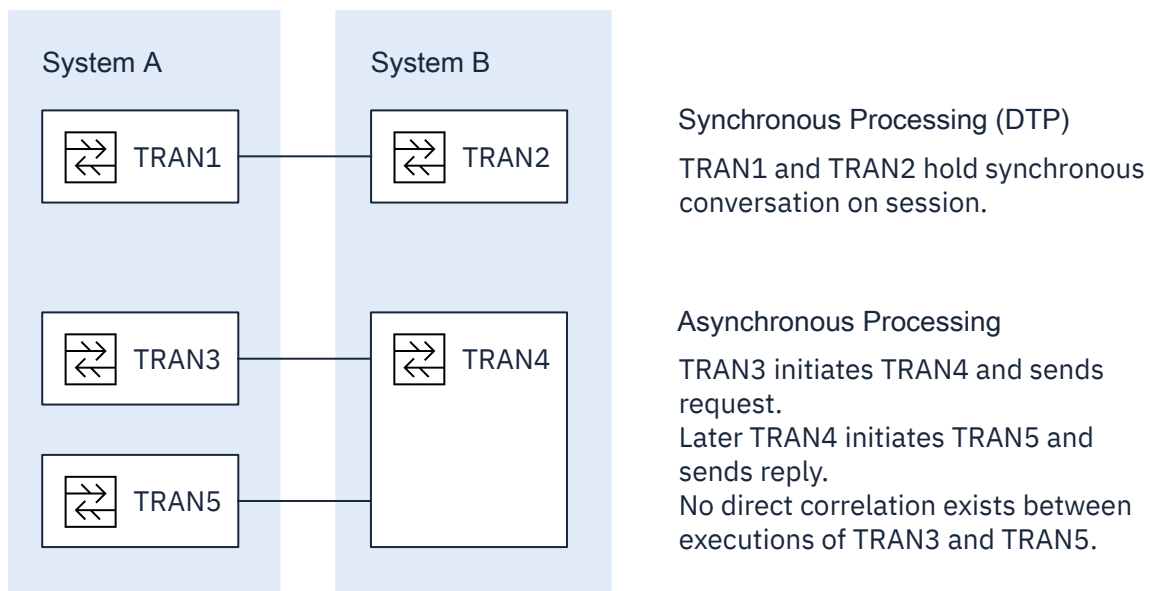 System A
System B
TRAN1
TRAN2
Synchronous Processing (DTP)
TRAN1 and TRAN2 hold synchronous
conversation on session.
TRAN3
TRAN4
TRAN5
Asynchronous Processing
TRAN3 initiates TRAN4 and sends
request.
Later TRAN4 initiates TRAN5 and
sends reply.
No direct correlation exists between
executions of TRAN3 and TRAN5.